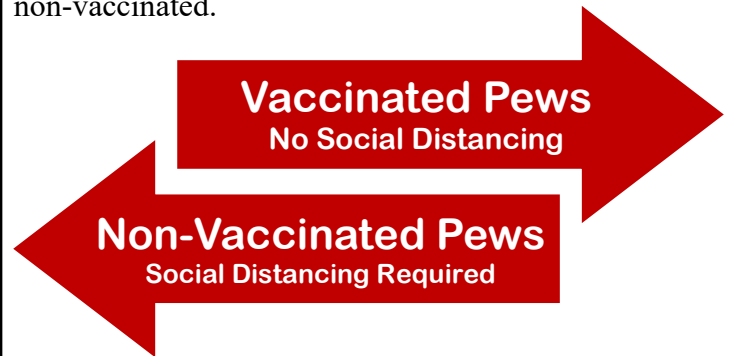 non-vaccinated.
Vaccinated Pews
No Social Distancing
Non-Vaccinated Pews
Social Distancing Required